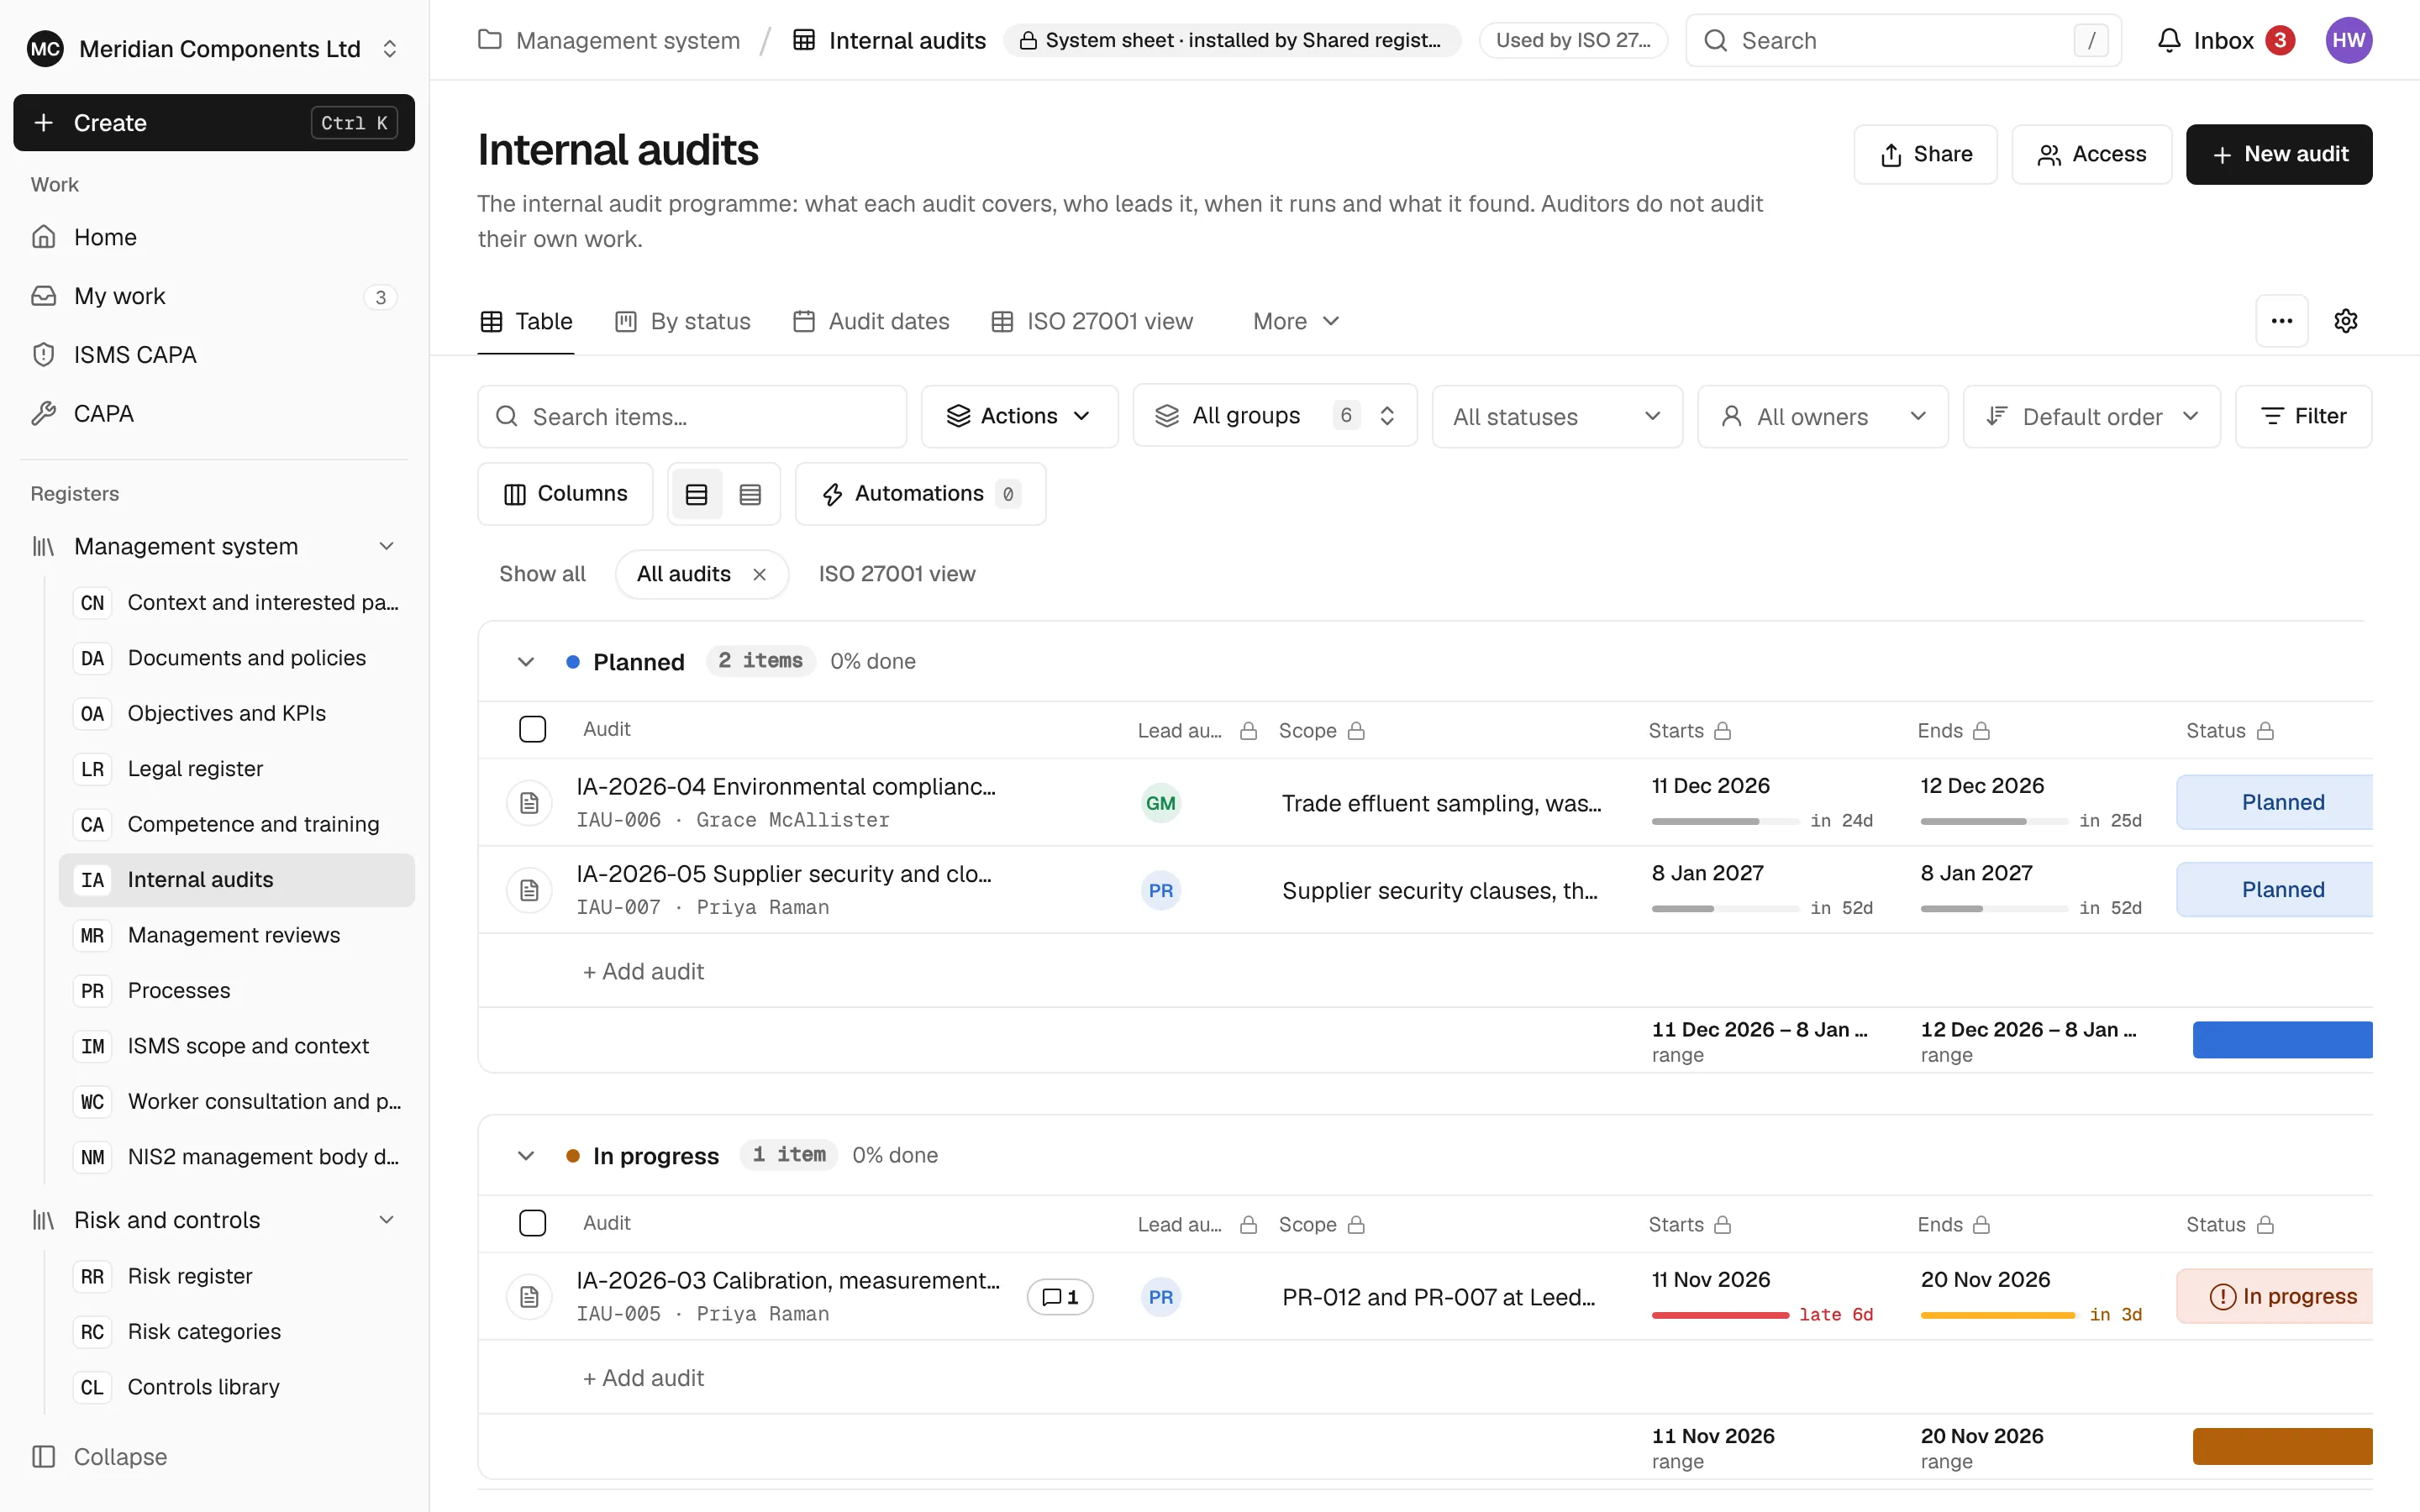 MC Meridian Components Ltd
Create Ctrl K
Work
Home
My work 3
ISMS CAPA
CAPA
Registers
Management system
CN Context and interested pa...
DA Documents and policies
OA Objectives and KPIs
LR Legal register
CA Competence and training
IA Internal audits
MR Management reviews
PR Processes
IM ISMS scope and context
WC Worker consultation and p...
NM NIS2 management body d...
Risk and controls
RR Risk register
RC Risk categories
CL Controls library
Collapse
Management system / Internal audits System sheet · installed by Shared regist... Used by ISO 27... Search / Inbox 3 HW
Internal audits
Share Access + New audit
The internal audit programme: what each audit covers, who leads it, when it runs and what it found. Auditors do not audit
their own work.
Table By status Audit dates ISO 27001 view More
Search items... Actions All groups 6 All statuses All owners Default order Filter
Columns Automations 0
Show all All audits × ISO 27001 view
Planned 2 items 0% done
Audit Lead au... Scope Starts Ends Status
IA-2026-04 Environmental complianc... GM Trade effluent sampling, was... 11 Dec 2026 12 Dec 2026 Planned
IAU-006 · Grace McAllister in 24d in 25d
IA-2026-05 Supplier security and clo... PR Supplier security clauses, th... 8 Jan 2027 8 Jan 2027 Planned
IAU-007 · Priya Raman in 52d in 52d
+ Add audit
11 Dec 2026 – 8 Jan ... 12 Dec 2026 – 8 Jan ...
range range
In progress 1 item 0% done
Audit Lead au... Scope Starts Ends Status
IA-2026-03 Calibration, measurement... 1 PR PR-012 and PR-007 at Leed... 11 Nov 2026 20 Nov 2026 In progress
IAU-005 · Priya Raman late 6d in 3d
+ Add audit
11 Nov 2026 20 Nov 2026
range range